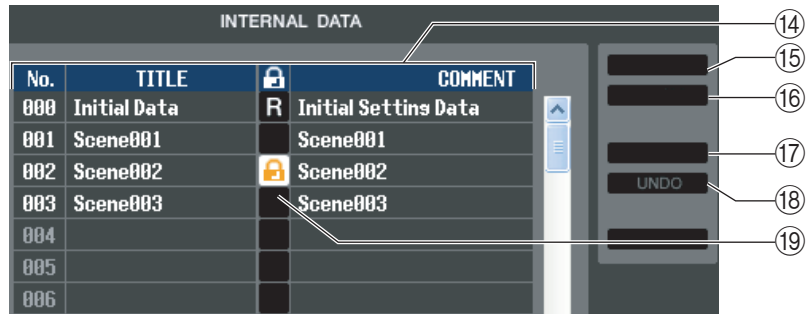 INTERNAL DATA
⑭
⑮
No. TITLE COMMENT
000 Initial Data R Initial Setting Data
⑯
001 Scene001 Scene001
⑰
002 Scene002 Scene002
UNDO
⑱
003 Scene003 Scene003
⑲
004
005
006